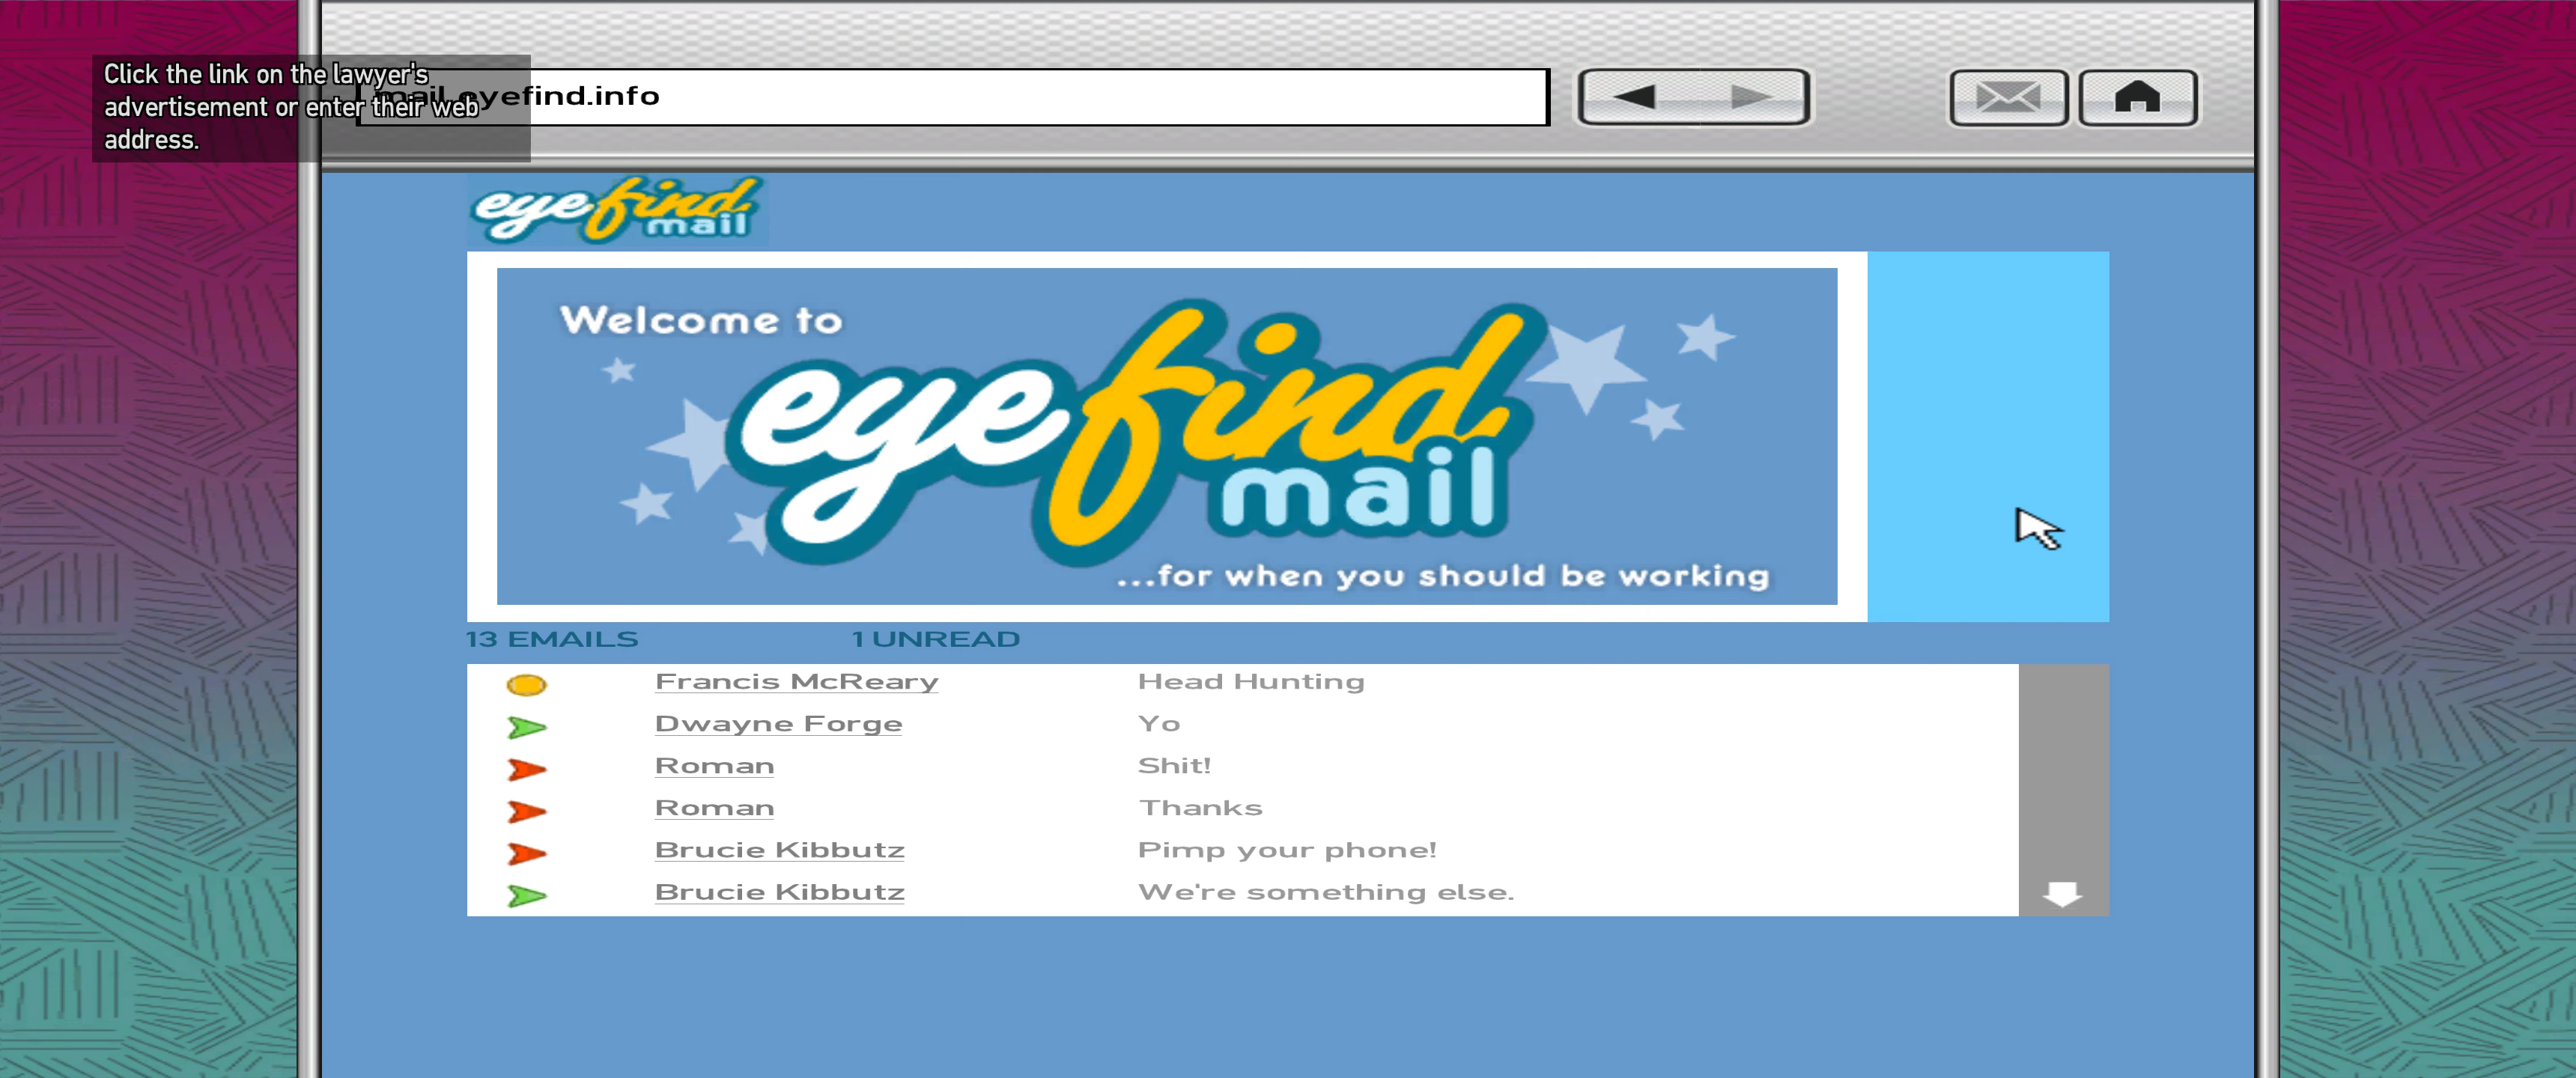 Click the link on the lawyer's
advertisement or enter their web
address.
mail.eyefind.info
eyefind
mail
Welcome to
eyefind
mail
...for when you should be working
13 EMAILS 1 UNREAD
Francis McReary Head Hunting
Dwayne Forge Yo
Roman Shit!
Roman Thanks
Brucie Kibbutz Pimp your phone!
Brucie Kibbutz We're something else.